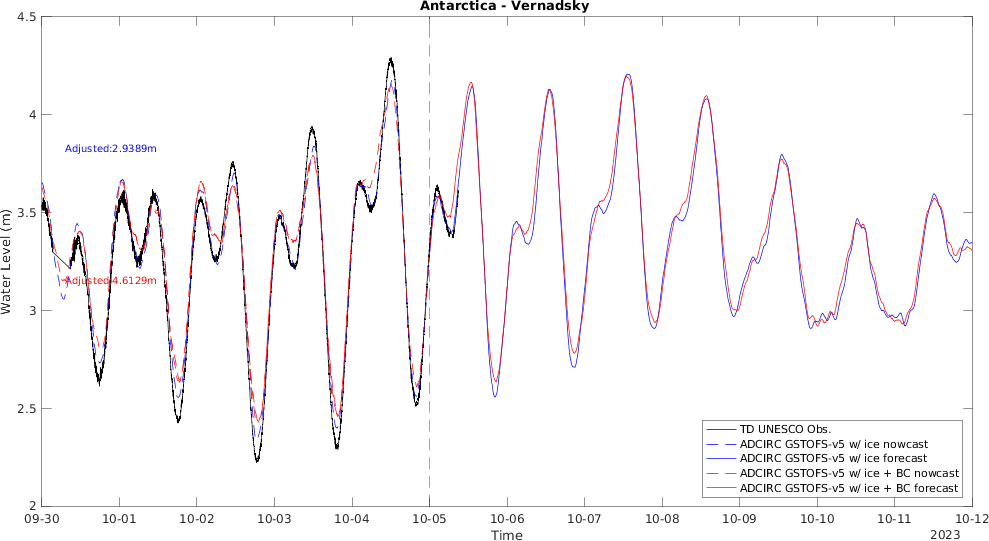 Antarctica - Vernadsky
4.5
4
3.5
3
2.5
2
Water Level (m)
Adjusted:2.9389m
Adjusted:4.6129m
TD UNESCO Obs.
ADCIRC GSTOFS-v5 w/ ice nowcast
ADCIRC GSTOFS-v5 w/ ice forecast
ADCIRC GSTOFS-v5 w/ ice + BC nowcast
ADCIRC GSTOFS-v5 w/ ice + BC forecast
09-30 10-01 10-02 10-03 10-04 10-05 10-06 10-07 10-08 10-09 10-10 10-11 10-12
Time
2023